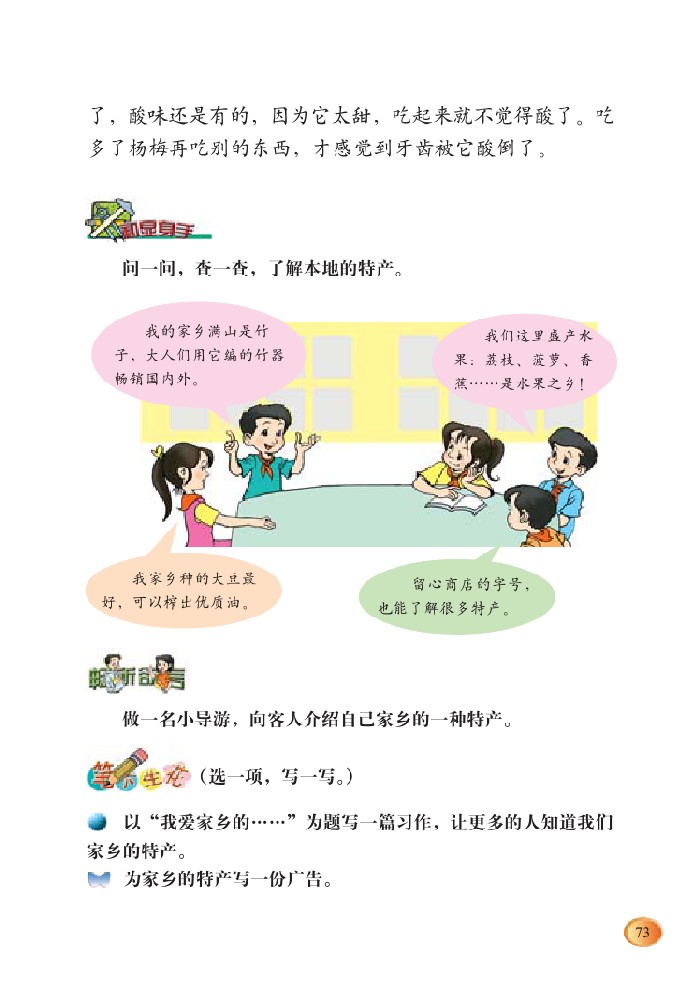 了，酸味还是有的，因为它太甜，吃起来就不觉得酸了。吃
多了杨梅再吃别的东西，才感觉到牙齿被它酸倒了。
大显身手
问一问，查一查，了解本地的特产。
我的家乡满山是竹
子，大人们用它编的竹器
畅销国内外。
我们这里盛产水
果：荔枝、菠萝、香
蕉……是水果之乡！
我家乡种的大豆最
好，可以榨出优质油。
留心商店的字号，
也能了解很多特产。
畅所欲言
做一名小导游，向客人介绍自己家乡的一种特产。
笔下生花（选一项，写一写。）
以“我爱家乡的……”为题写一篇习作，让更多的人知道我们
家乡的特产。
为家乡的特产写一份广告。
73